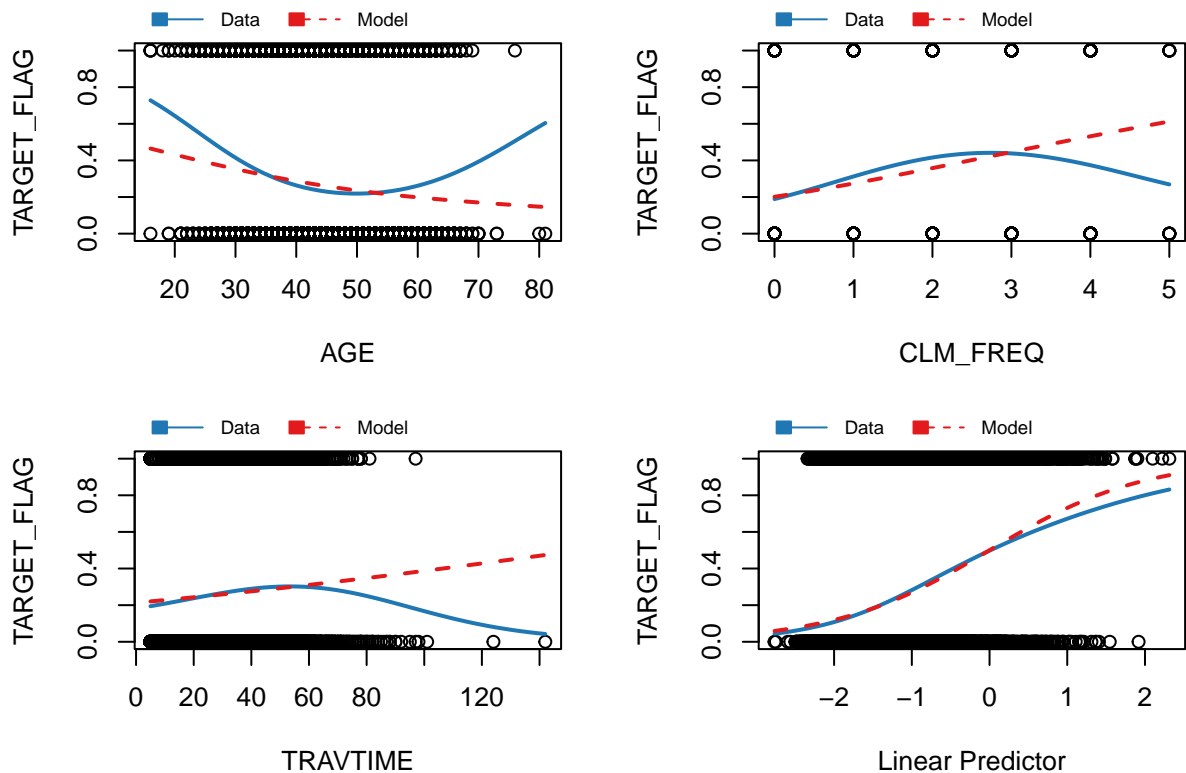 Data Model
TARGET_FLAG
0.0 0.4 0.8
20 30 40 50 60 70 80
AGE
Data Model
TARGET_FLAG
0.0 0.4 0.8
0 1 2 3 4 5
CLM_FREQ
Data Model
TARGET_FLAG
0.0 0.4 0.8
0 20 40 60 80 120
TRAVTIME
Data Model
TARGET_FLAG
0.0 0.4 0.8
−2 −1 0 1 2
Linear Predictor